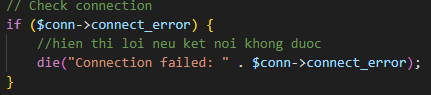 // Check connection
if ($conn->connect_error) {
//hien thi loi neu ket noi khong duoc
die("Connection failed: " . $conn->connect_error);
}